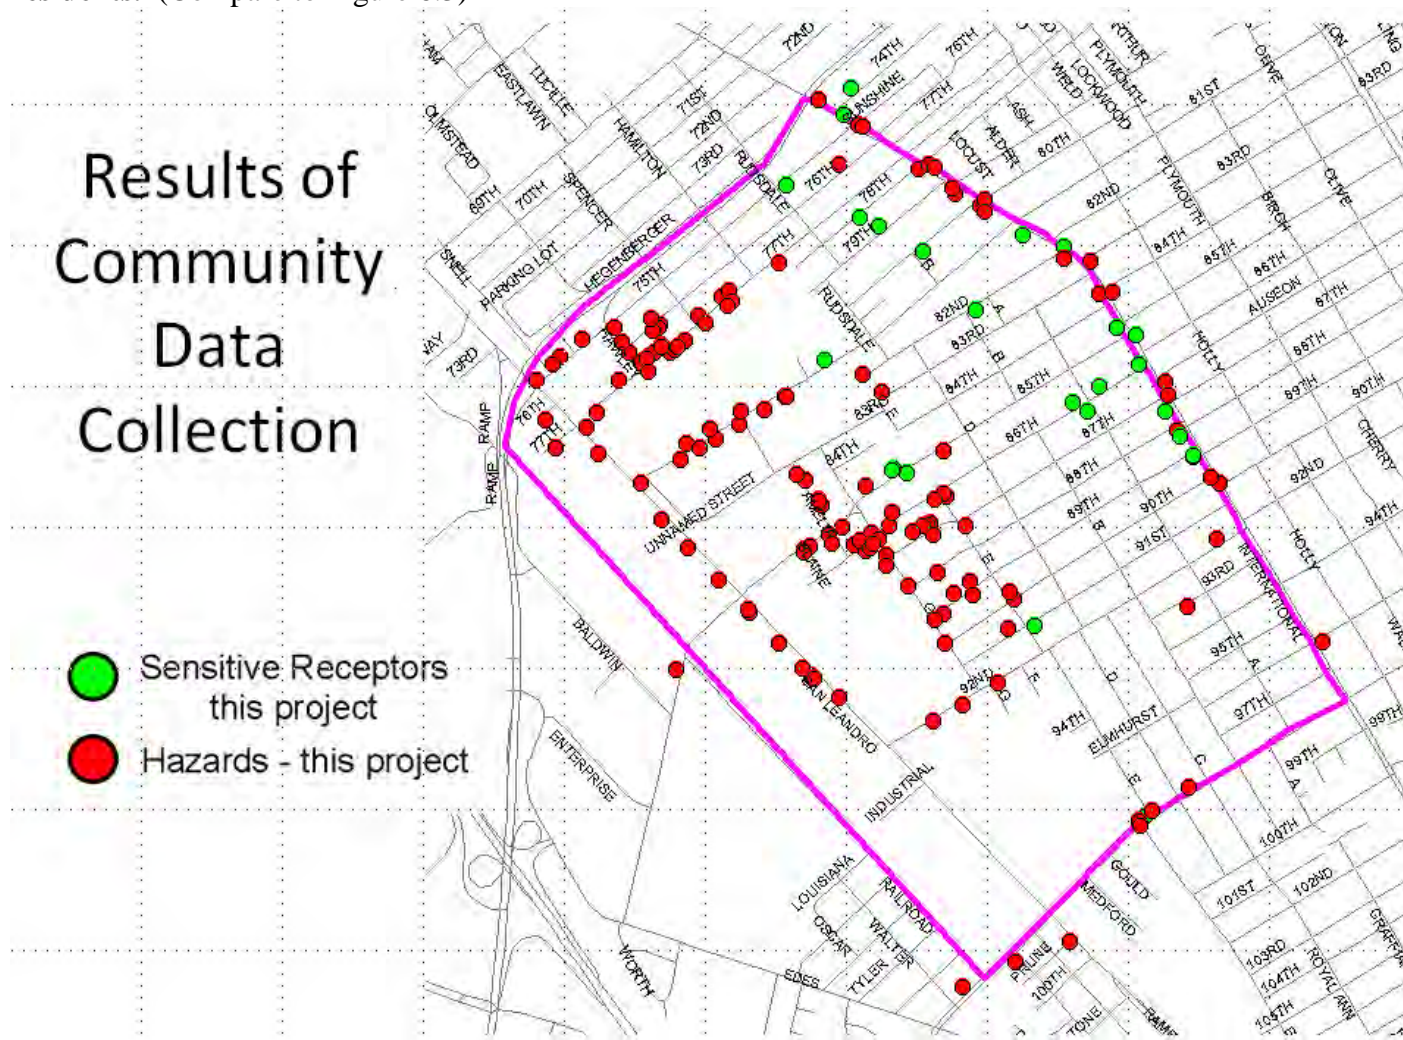 Results of
Community
Data
Collection
Sensitive Receptors
this project
Hazards - this project
72ND
74TH
76TH
SUNSHINE
77TH
71ST
72ND
73RD
LUCILLE
EASTLAWN
OLMSTEAD
HAMILTON
69TH
70TH
SPENCER
RUDSDALE
76TH
78TH
79TH
77TH
HEGENBERGER
PARKING LOT
SNELL
75TH
73RD
RAMP
RAMP
76TH
77TH
ARTHUR
PLYMOUTH
LOCKWOOD
WELD
ASH
ALDER
LOCUST
80TH
81ST
82ND
83RD
OLIVE
83RD
PLYMOUTH
BIRCH
OLIVE
84TH
85TH
86TH
AUSEON
87TH
88TH
89TH
90TH
HOLLY
CHERRY
92ND
94TH
HOLLY
B
A
82ND
83RD
B
84TH
85TH
RUDSDALE
83RD
E
D
84TH
86TH
87TH
88TH
89TH
90TH
91ST
B
93RD
INTERNATIONAL
95TH
A
97TH
99TH
99TH
A
100TH
UNNAMED STREET
E
G
92ND
G
F
D
94TH
ELMHURST
C
E
BALDWIN
SAN LEANDRO
INDUSTRIAL
ENTERPRISE
LOUISIANA
RAILROAD
OSCAR
WALTER
TYLER
EDES
WORTH
GOULD
MEDFORD
PRUNE
100TH
101ST
102ND
103RD
104TH
105TH
ROYAL ANN